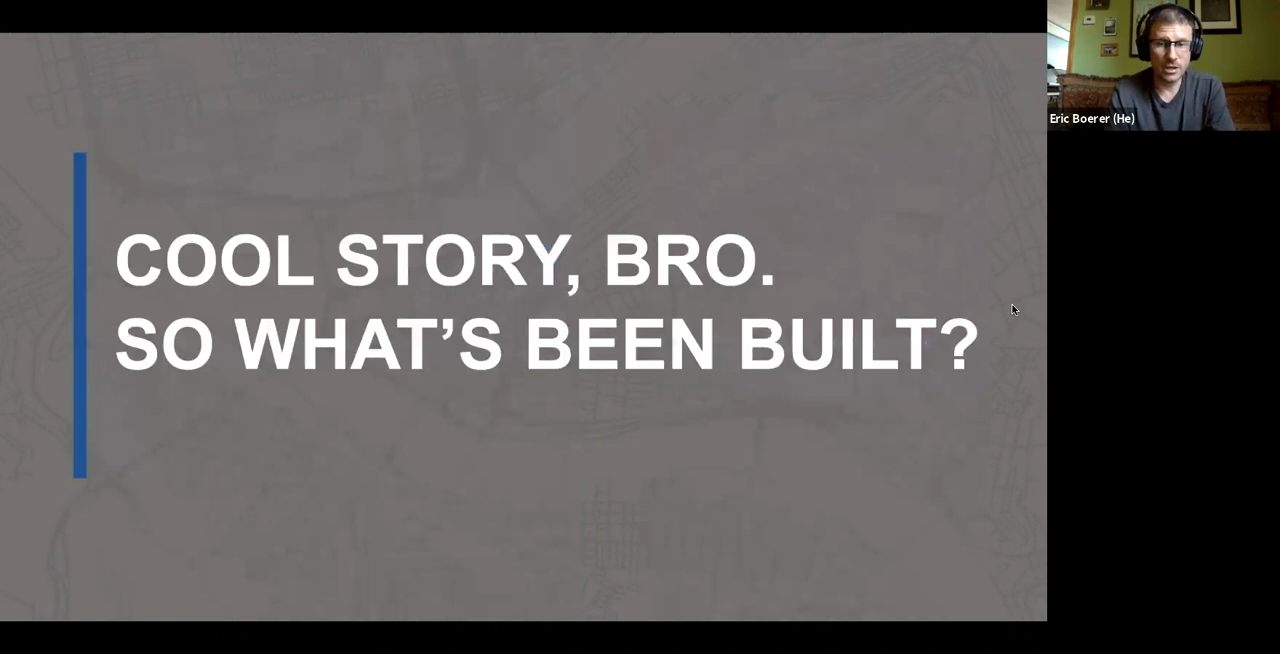 COOL STORY, BRO.
SO WHAT’S BEEN BUILT?
Eric Boerer (He)